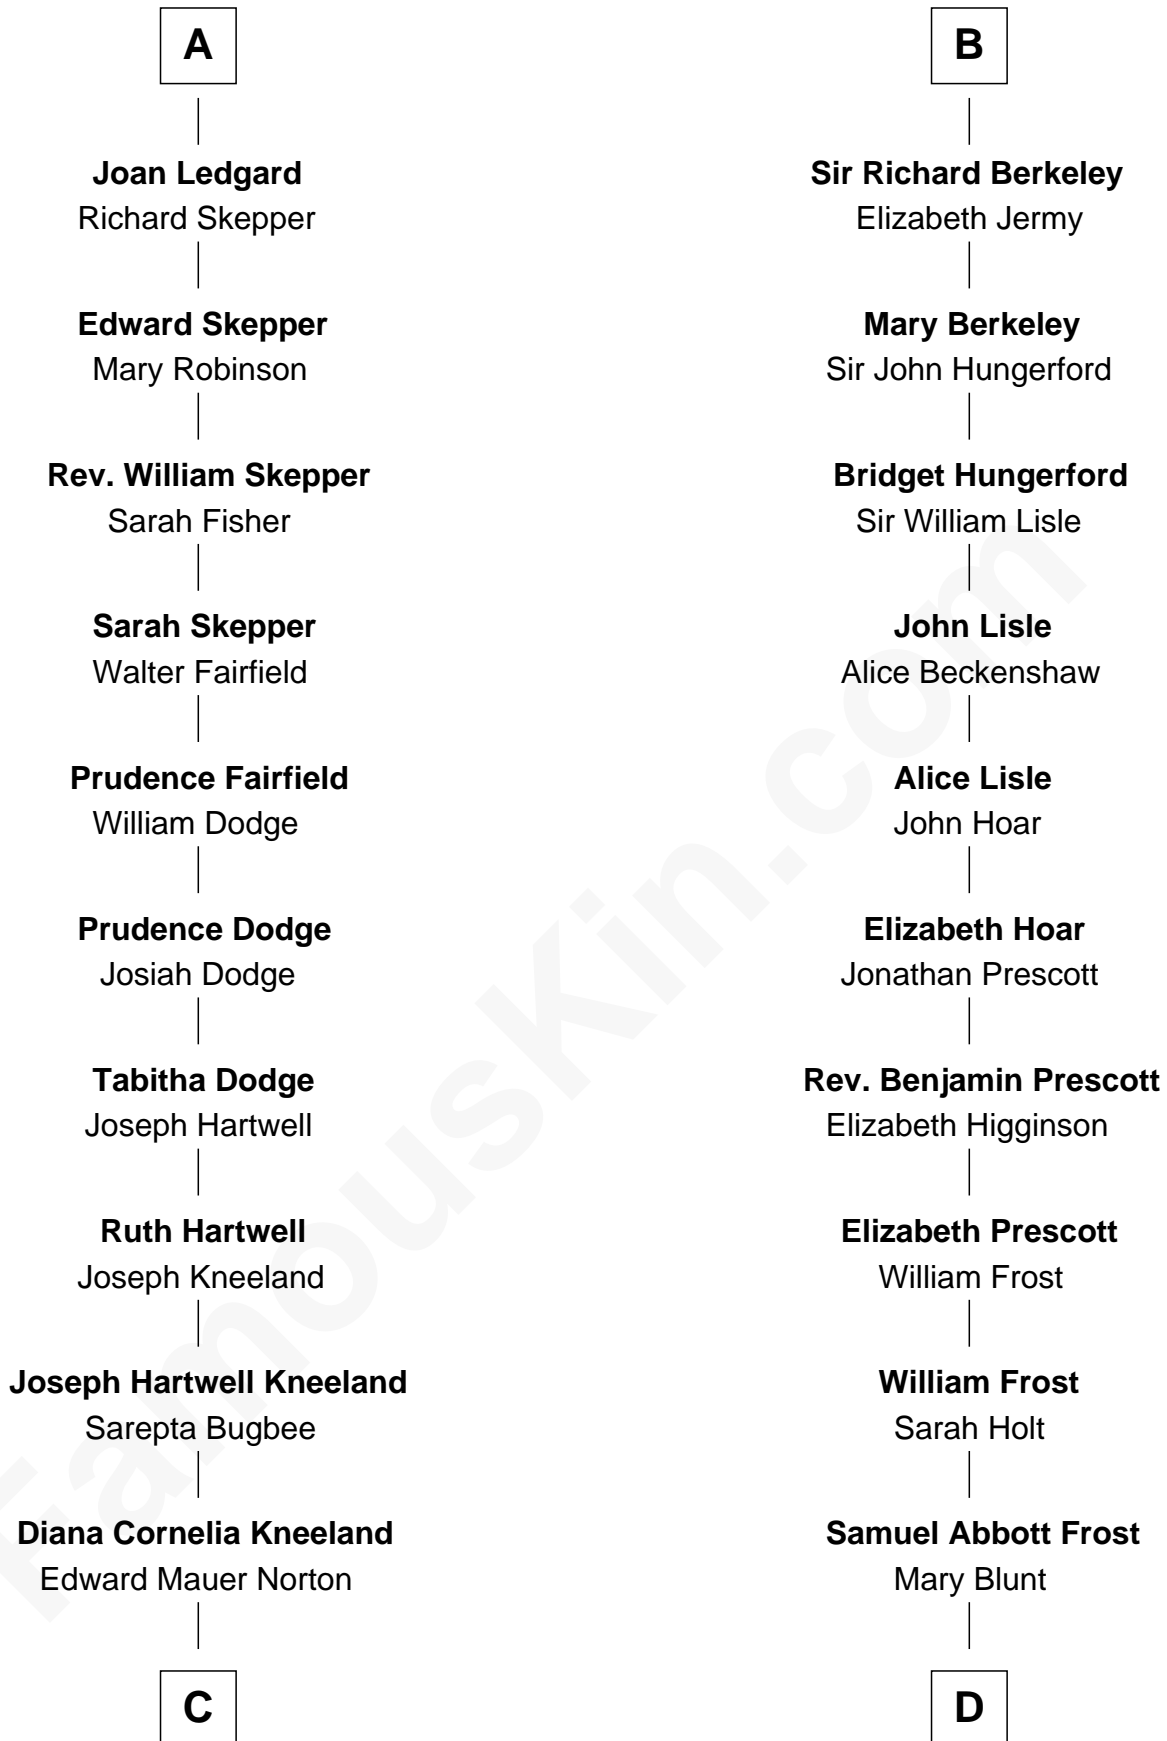 A
Joan Ledgard
Richard Skepper
Edward Skepper
Mary Robinson
Rev. William Skepper
Sarah Fisher
Sarah Skepper
Walter Fairfield
Prudence Fairfield
William Dodge
Prudence Dodge
Josiah Dodge
Tabitha Dodge
Joseph Hartwell
Ruth Hartwell
Joseph Kneeland
Joseph Hartwell Kneeland
Sarepta Bugbee
Diana Cornelia Kneeland
Edward Mauer Norton
C
B
Sir Richard Berkeley
Elizabeth Jermy
Mary Berkeley
Sir John Hungerford
Bridget Hungerford
Sir William Lisle
John Lisle
Alice Beckenshaw
Alice Lisle
John Hoar
Elizabeth Hoar
Jonathan Prescott
Rev. Benjamin Prescott
Elizabeth Higginson
Elizabeth Prescott
William Frost
William Frost
Sarah Holt
Samuel Abbott Frost
Mary Blunt
D
FamousKin.com